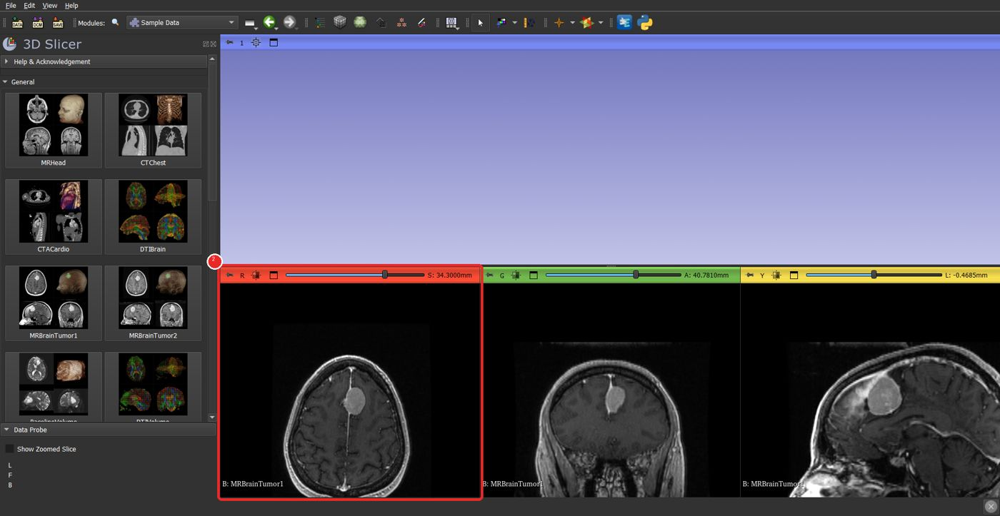 File Edit View Help
DATA DCM SAVE Modules: Sample Data
3D Slicer
Help & Acknowledgement
General
MRHead CTChest
CTACardio DTIBrain
MRBrainTumor1 MRBrainTumor2
BaselineVolume DTIVolume
Data Probe
Show Zoomed Slice
L
F
B
1
2
R S: 34.3000mm
G A: 40.7810mm
Y L: -0.4685mm
B: MRBrainTumor1
B: MRBrainTumor1
B: MRBrainTumor1